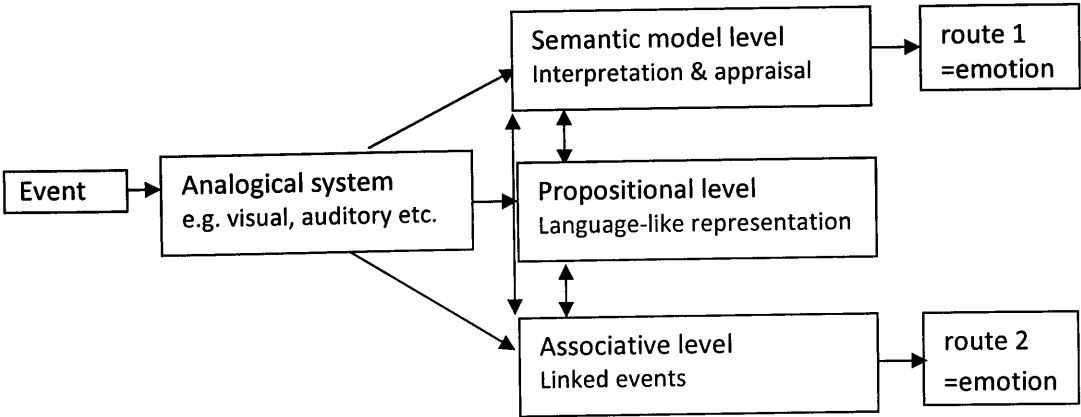 Event
Analogical system
e.g. visual, auditory etc.
Semantic model level
Interpretation & appraisal
route 1
=emotion
Propositional level
Language-like representation
Associative level
Linked events
route 2
=emotion